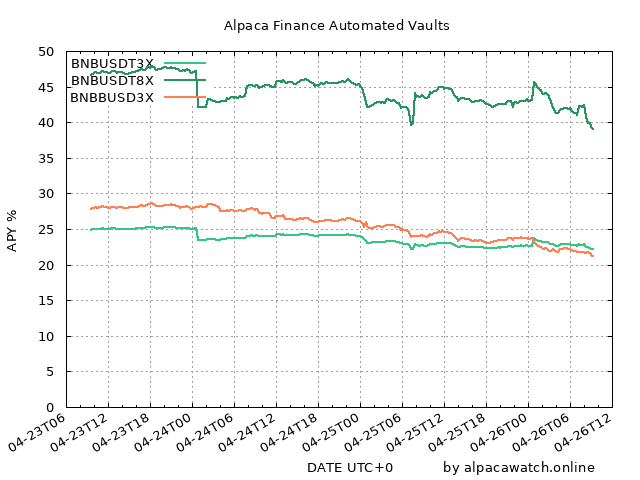 Alpaca Finance Automated Vaults
BNBUSDT3X
BNBUSDT8X
BNBBUSD3X
50
45
40
35
30
25
20
15
10
5
0
APY %
04-23T06
04-23T12
04-23T18
04-24T00
04-24T06
04-24T12
04-24T18
04-25T00
04-25T06
04-25T12
04-25T18
04-26T00
04-26T06
04-26T12
DATE UTC+0
by alpacawatch.online